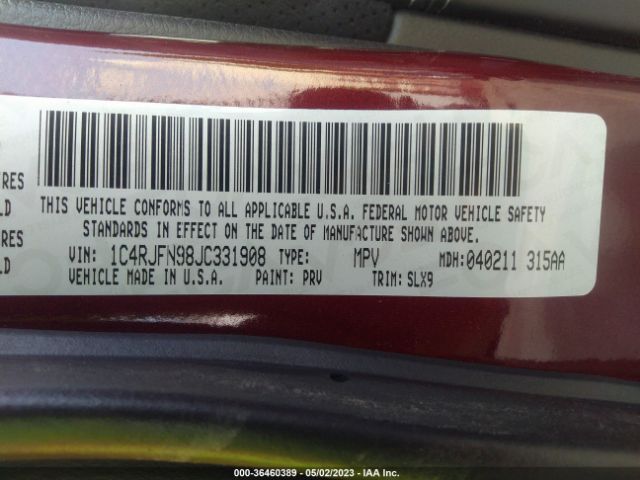 RES
LD
RES
LD
THIS VEHICLE CONFORMS TO ALL APPLICABLE U.S.A. FEDERAL MOTOR VEHICLE SAFETY
STANDARDS IN EFFECT ON THE DATE OF MANUFACTURE SHOWN ABOVE.
VIN: 1C4RJFN98JC331908 TYPE: MPV MDH: 040211 315AA
VEHICLE MADE IN U.S.A. PAINT: PRV TRIM: SLX9
000-36460389 - 05/02/2023 - IAA Inc.